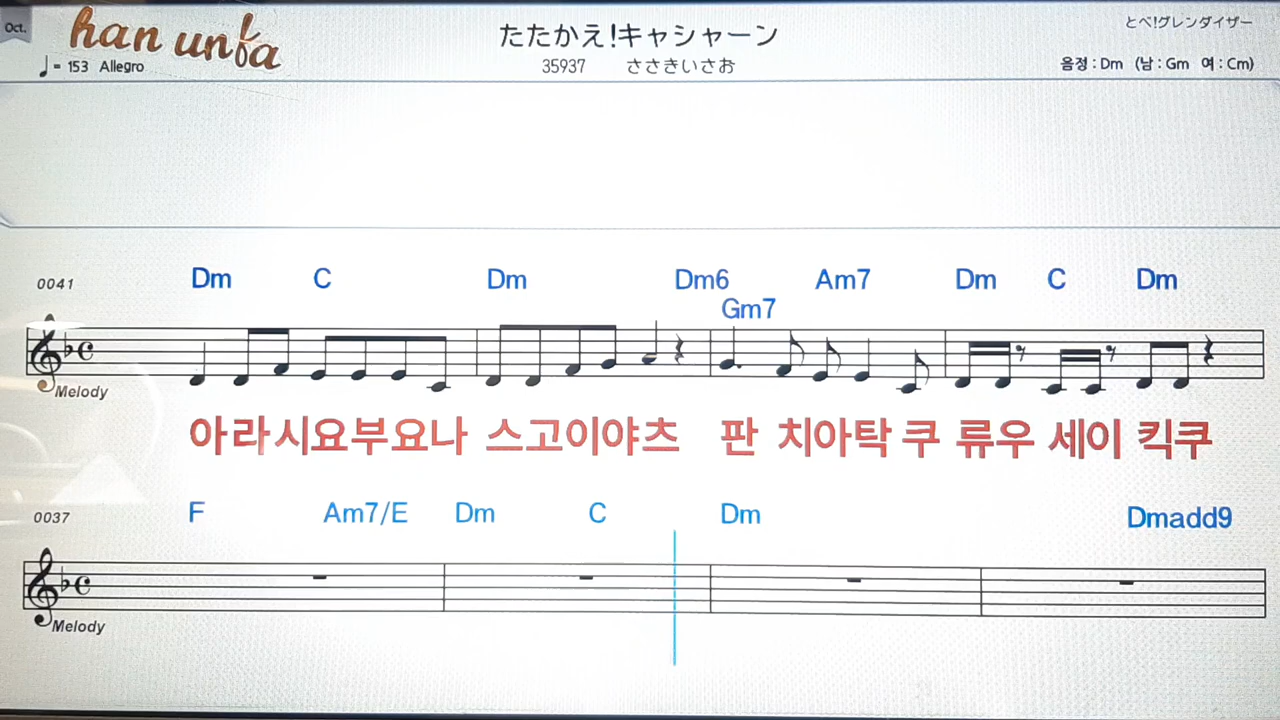 Oct.
han unba
♩= 153 Allegro
たたかえ!キャシャーン
35937 ささきいさお
とべ!グレンダイザー
음정 : Dm (남 : Gm 여 : Cm)
0041 Dm C Dm Dm6 Gm7 Am7 Dm C Dm
Melody
아라시요부요나 스고이야츠 판 치아탁 쿠 류우 세이 킥쿠
0037 F Am7/E Dm C Dm Dmadd9
Melody